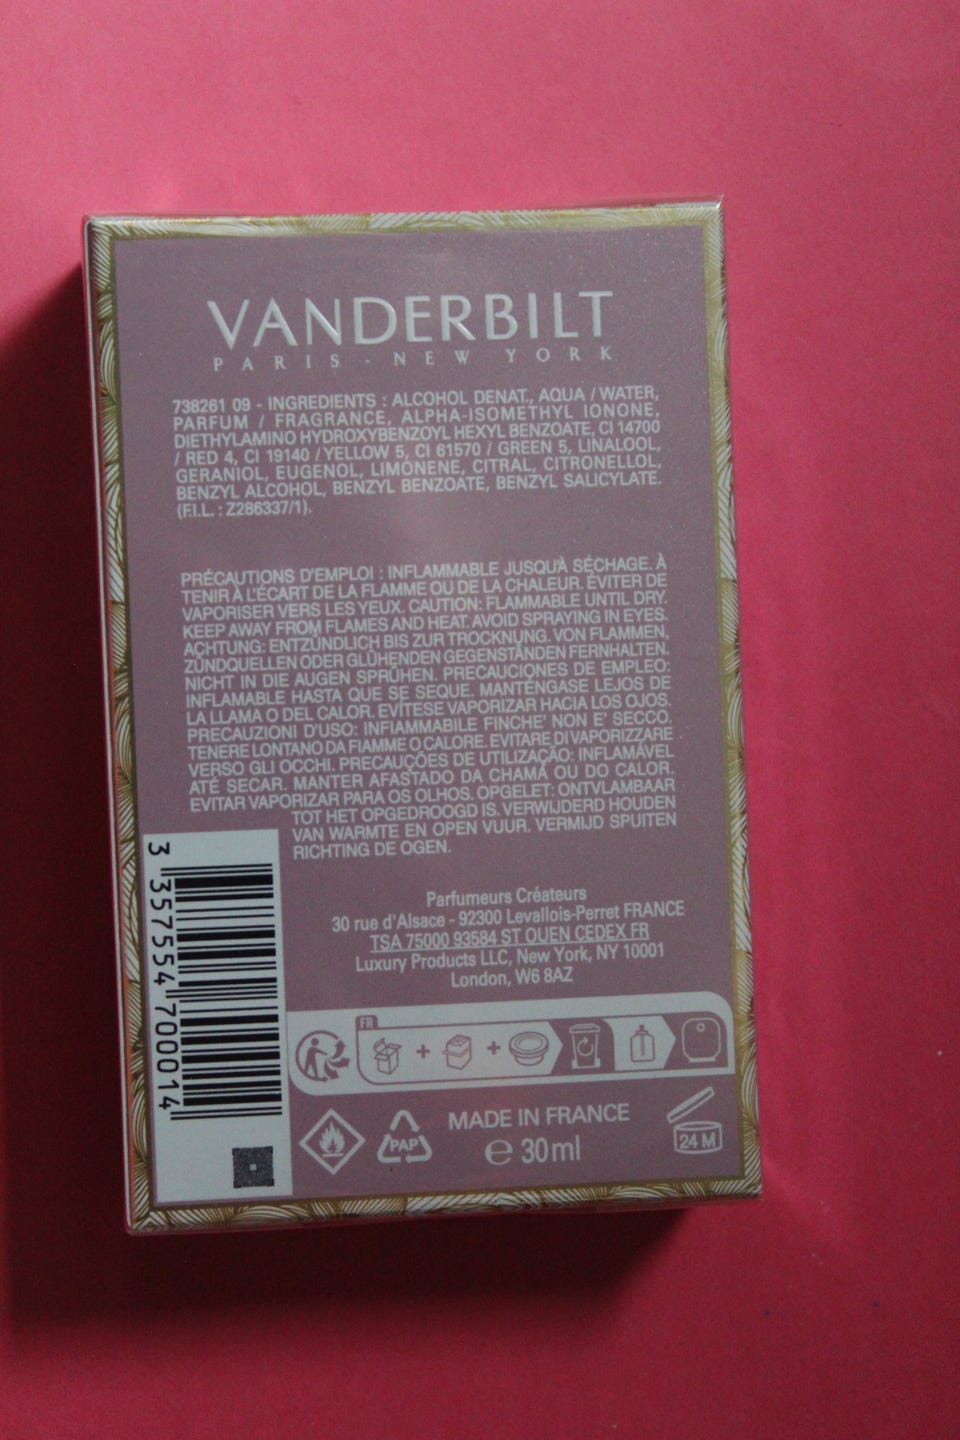 VANDERBILT
PARIS - NEW YORK
738261 09 - INGREDIENTS : ALCOHOL DENAT., AQUA / WATER,
PARFUM / FRAGRANCE, ALPHA-ISOMETHYL IONONE,
DIETHYLAMINO HYDROXYBENZOYL HEXYL BENZOATE, CI 14700
/ RED 4, CI 19140 / YELLOW 5, CI 61570 / GREEN 5, LINALOOL,
GERANIOL, EUGENOL, LIMONENE, CITRAL, CITRONELLOL,
BENZYL ALCOHOL, BENZYL BENZOATE, BENZYL SALICYLATE.
(F.I.L. : Z286337/1).
PRÉCAUTIONS D'EMPLOI : INFLAMMABLE JUSQU'À SÉCHAGE. À
TENIR À L'ÉCART DE LA FLAMME OU DE LA CHALEUR. ÉVITER DE
VAPORISER VERS LES YEUX. CAUTION: FLAMMABLE UNTIL DRY.
KEEP AWAY FROM FLAMES AND HEAT. AVOID SPRAYING IN EYES.
ACHTUNG: ENTZÜNDLICH BIS ZUR TROCKNUNG. VON FLAMMEN,
ZÜNDQUELLEN ODER GLÜHENDEN GEGENSTÄNDEN FERNHALTEN.
NICHT IN DIE AUGEN SPRÜHEN. PRECAUCIONES DE EMPLEO:
INFLAMABLE HASTA QUE SE SEQUE. MANTÉNGASE LEJOS DE
LA LLAMA O DEL CALOR. EVÍTESE VAPORIZAR HACIA LOS OJOS.
PRECAUZIONI D'USO: INFIAMMABILE FINCHE' NON E' SECCO.
TENERE LONTANO DA FIAMME O CALORE. EVITARE DI VAPORIZZARE
VERSO GLI OCCHI. PRECAUÇÕES DE UTILIZAÇÃO: INFLAMÁVEL
ATÉ SECAR. MANTER AFASTADO DA CHAMA OU DO CALOR.
EVITAR VAPORIZAR PARA OS OLHOS. OPGELET: ONTVLAMBAAR
TOT HET OPGEDROOGD IS. VERWIJDERD HOUDEN
VAN WARMTE EN OPEN VUUR. VERMIJD SPUITEN
RICHTING DE OGEN.
Parfumeurs Créateurs
30 rue d'Alsace - 92300 Levallois-Perret FRANCE
TSA 75000 93584 ST OUEN CEDEX FR
Luxury Products LLC, New York, NY 10001
London, W6 8AZ
3 357554 700014
FR
PAP
MADE IN FRANCE
℮ 30 ml
24 M